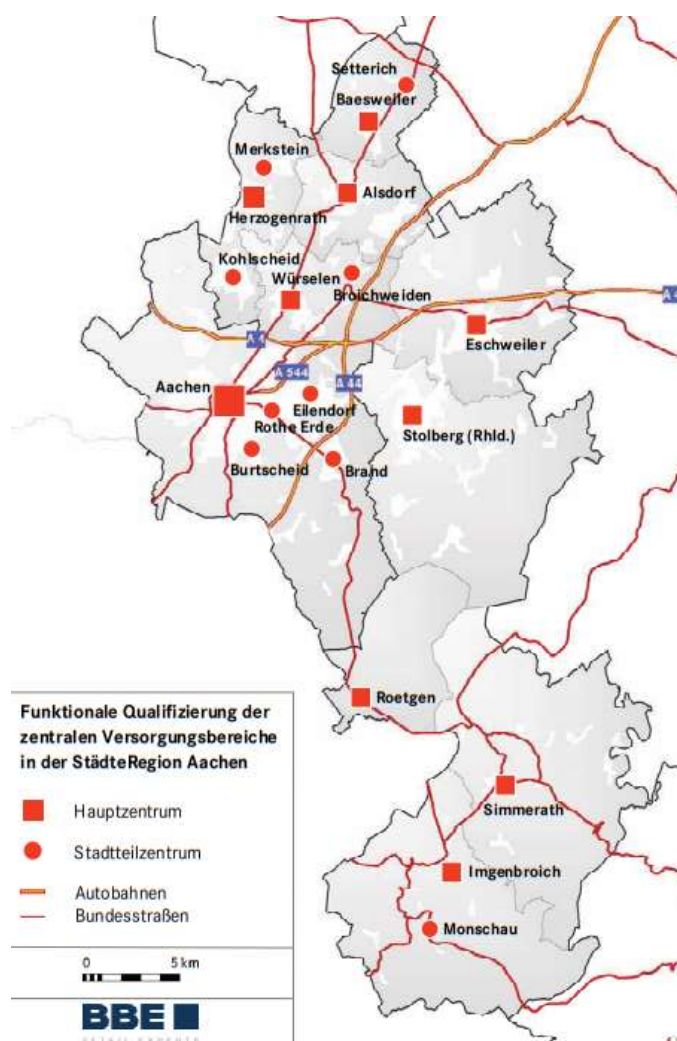 Setterich
Baesweiler
Merkstein
Alsdorf
Herzogenrath
Kohlscheid
Würselen
Broichweiden
A 4
Eschweiler
A 4
A 544
A 44
Aachen
Eilendorf
Rothe Erde
Stolberg (Rhld.)
Burtscheid
Brand
Roetgen
Funktionale Qualifizierung der
zentralen Versorgungsbereiche
in der StädteRegion Aachen
Hauptzentrum
Stadtteilzentrum
Autobahnen
Bundesstraßen
0 5 km
BBE
Simmerath
Imgenbroich
Monschau